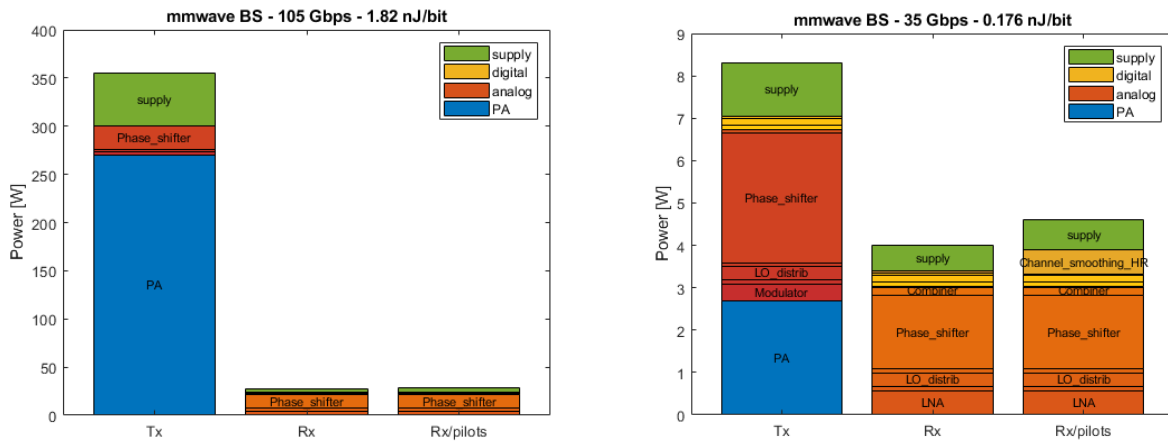 mmwave BS - 105 Gbps - 1.82 nJ/bit
400
350
300
250
200
150
100
50
0
Power [W]
supply
digital
analog
PA
supply
Phase_shifter
PA
Phase_shifter
Phase_shifter
Tx
Rx
Rx/pilots
mmwave BS - 35 Gbps - 0.176 nJ/bit
9
8
7
6
5
4
3
2
1
0
Power [W]
supply
digital
analog
PA
supply
Phase_shifter
LO_distrib
Modulator
PA
supply
Combiner
Phase_shifter
LO_distrib
LNA
supply
Channel_smoothing_HR
Combiner
Phase_shifter
LO_distrib
LNA
Tx
Rx
Rx/pilots